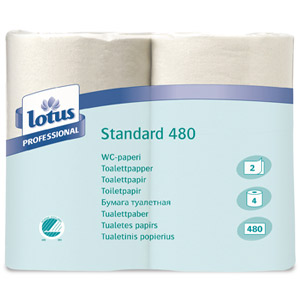 lotus
PROFESSIONAL
Standard 480
WC-paperi
Toalettpapper
Toalettpapir
Toiletpapir
Бумага туалетная
Tualettpaber
Tualetes papīrs
Tualetinis popierius
2
4
480